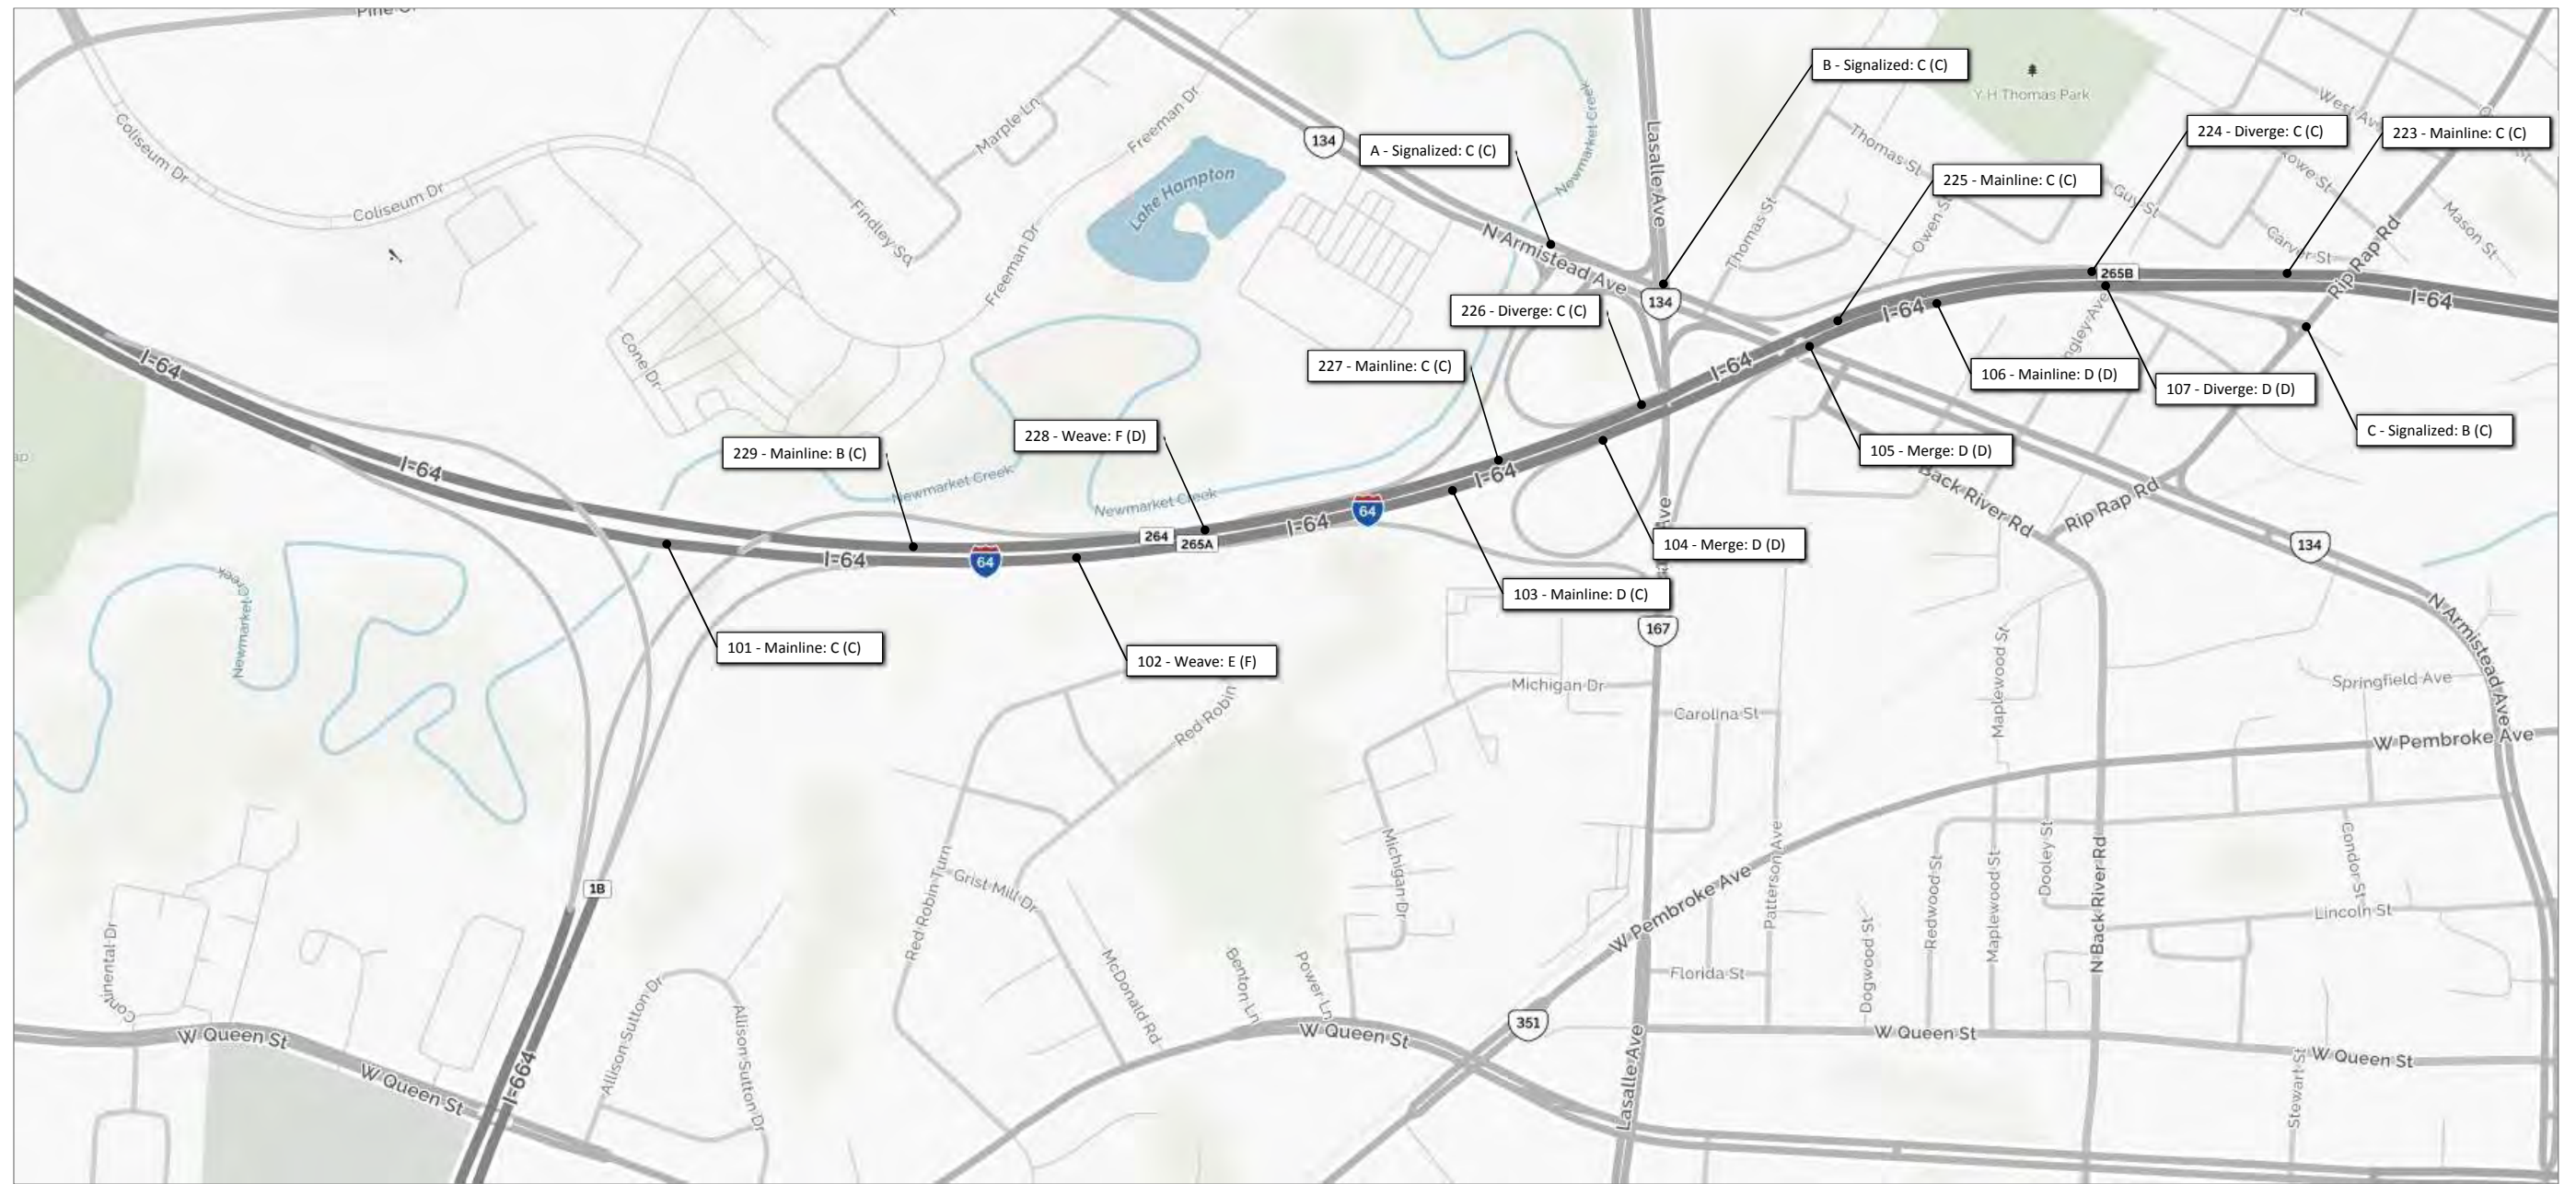 Coliseum Dr
Coliseum Dr
Findley Sq
Marple Ln
Freeman Dr
Freeman Dr
Cone Dr
Lake Hampton
134
N Armistead Ave
A - Signalized: C (C)
Newmarket Creek
Lasalle Ave
B - Signalized: C (C)
134
Y H Thomas Park
Thomas St
Thomas St
Owen St
Guy St
Carver St
Mason St
Rip Rap Rd
224 - Diverge: C (C)
223 - Mainline: C (C)
225 - Mainline: C (C)
226 - Diverge: C (C)
227 - Mainline: C (C)
228 - Weave: F (D)
229 - Mainline: B (C)
265B
I-64
I-64
I-64
I-64
I-64
I-64
I-64
I-64
64
64
264
265A
106 - Mainline: D (D)
107 - Diverge: D (D)
C - Signalized: B (C)
105 - Merge: D (D)
104 - Merge: D (D)
103 - Mainline: D (C)
102 - Weave: E (F)
101 - Mainline: C (C)
Newmarket Creek
Newmarket Creek
Newmarket Creek
Back River Rd
Rip Rap Rd
134
N Armistead Ave
167
Michigan Dr
Carolina St
Maplewood St
Springfield Ave
W Pembroke Ave
Red Robin
Red Robin Turn
Grist Mill Dr
McDonald Rd
Benton Ln
Power Ln
Michigan Dr
W Pembroke Ave
Patterson Ave
Florida St
Dogwood St
Redwood St
Maplewood St
Dooley St
N Back River Rd
Condor St
Lincoln St
1B
I-664
Continental Dr
Allison Sutton Dr
Allison Sutton Dr
W Queen St
W Queen St
W Queen St
351
W Queen St
W Queen St
Lasalle Ave
Stewart St